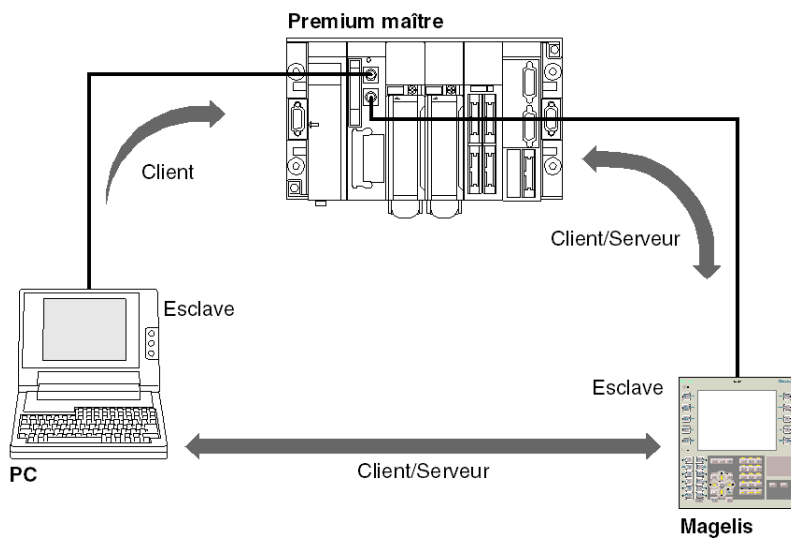 Premium maître
Client
Client/Serveur
Esclave
Esclave
Client/Serveur
PC
Magelis